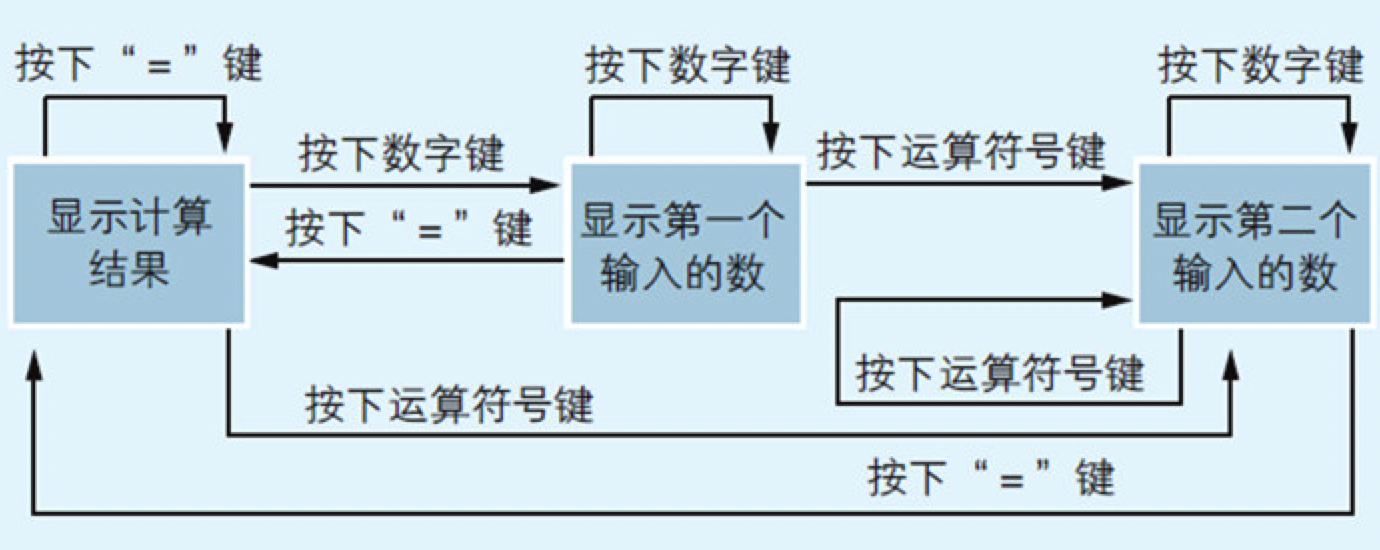 按下“=”键
按下数字键
按下数字键
按下数字键
按下运算符号键
显示计算
结果
按下“=”键
显示第一个
输入的数
显示第二个
输入的数
按下运算符号键
按下运算符号键
按下“=”键